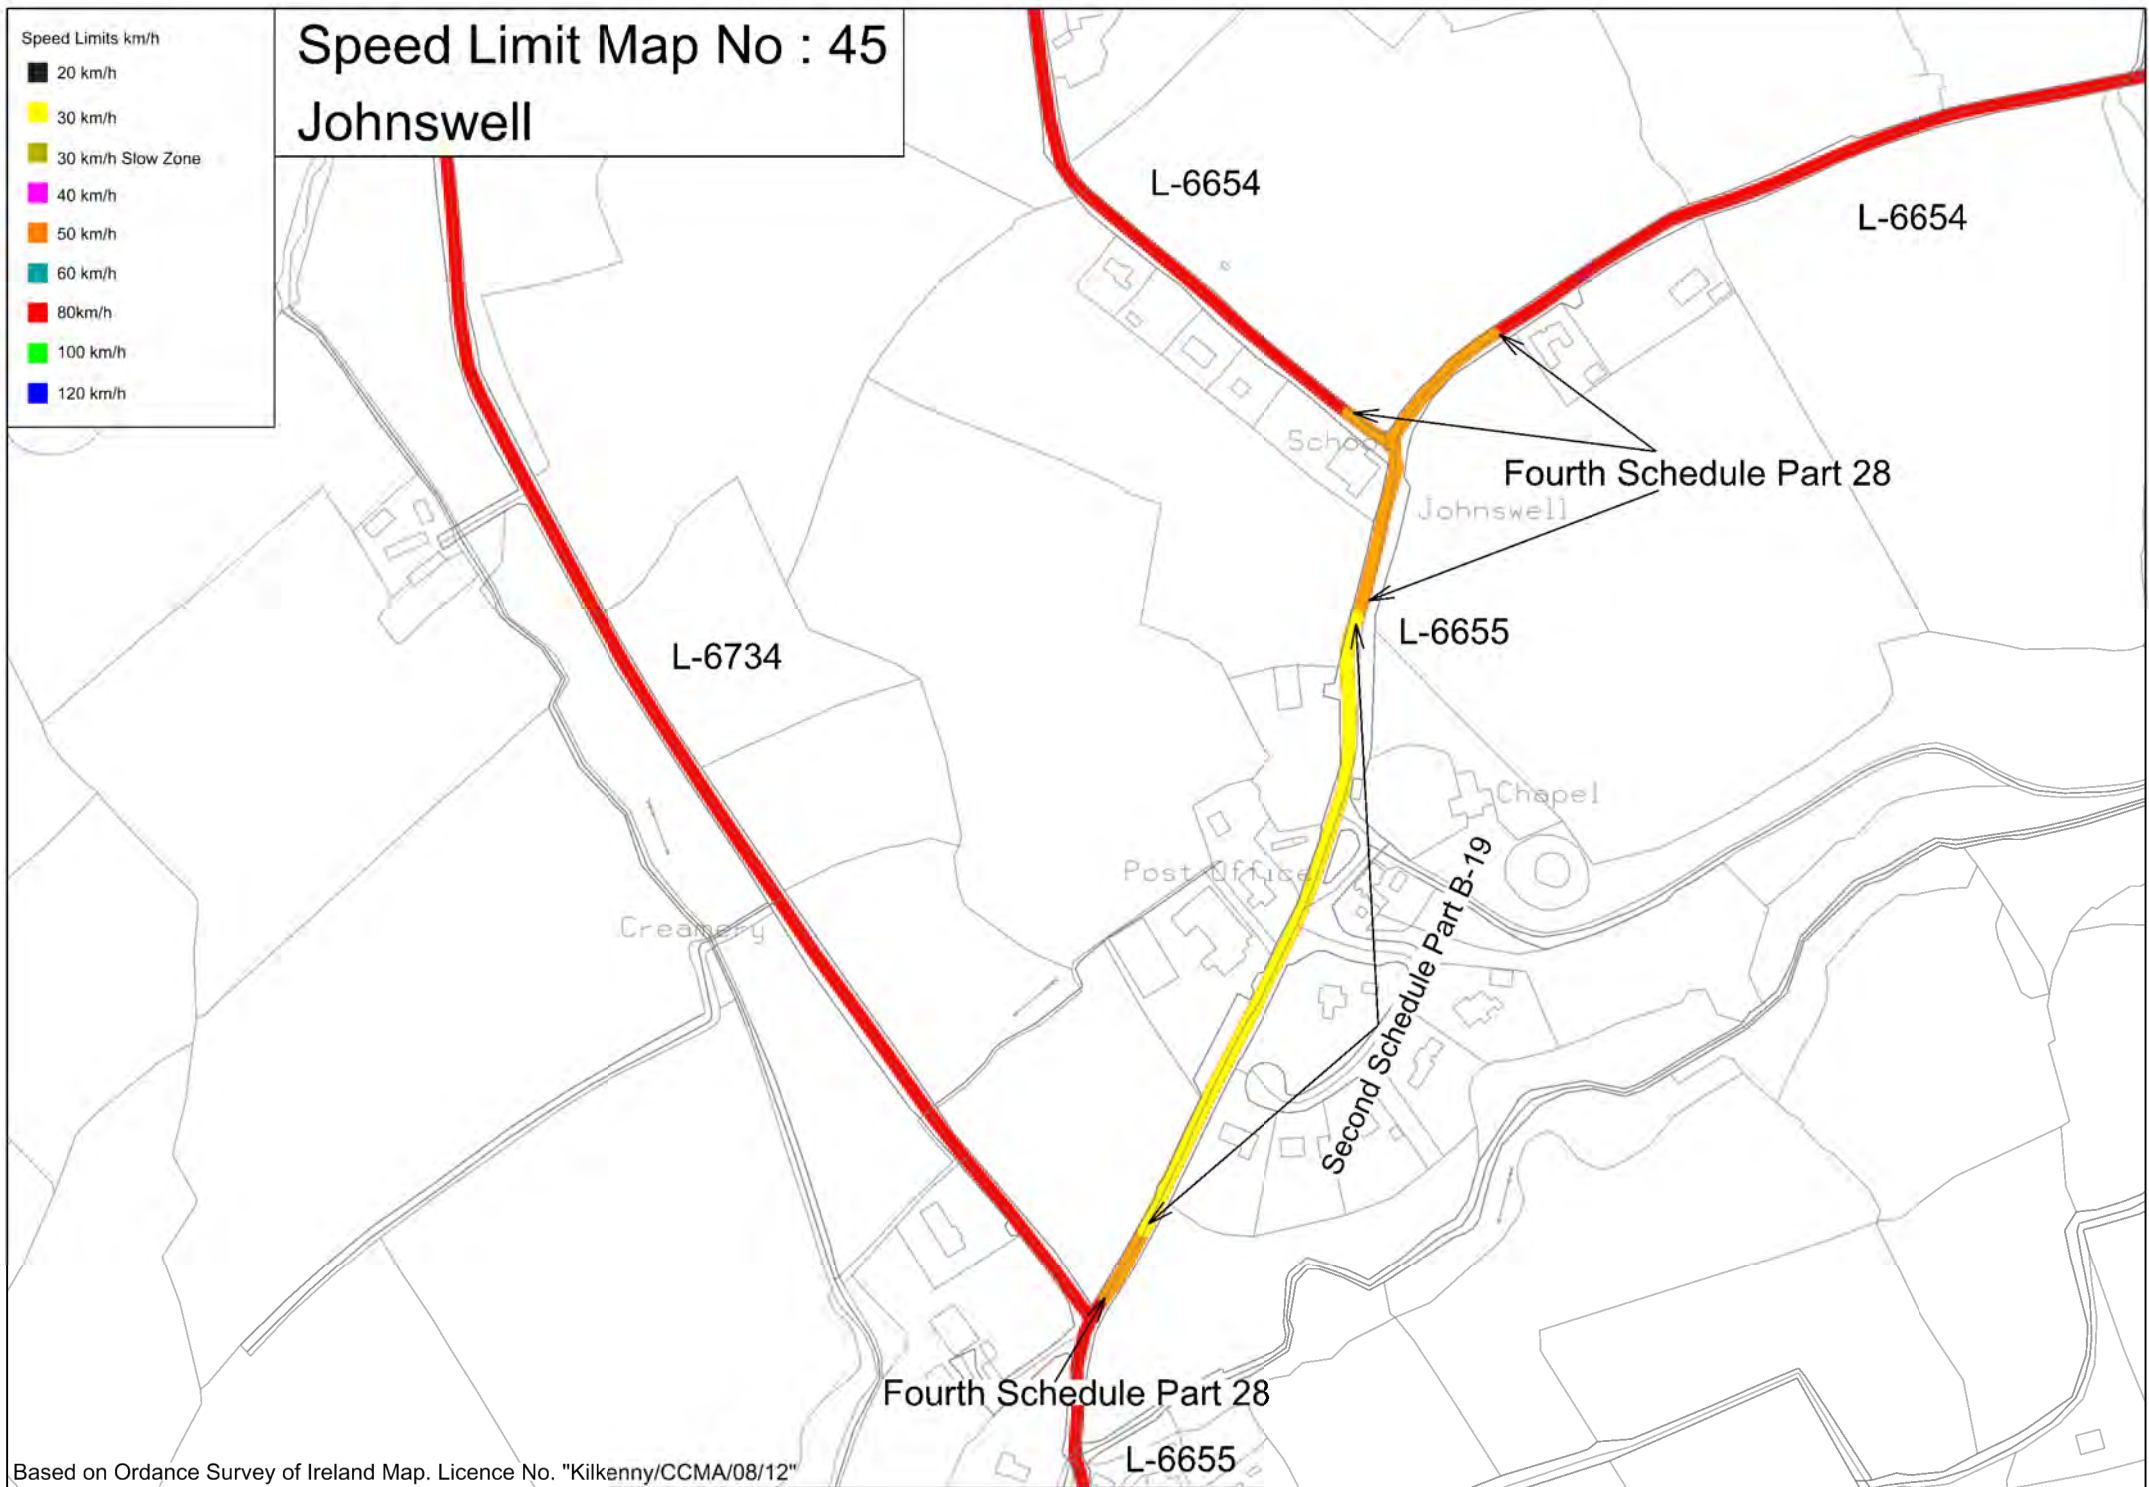 Speed Limits km/h
20 km/h
30 km/h
30 km/h Slow Zone
40 km/h
50 km/h
60 km/h
80km/h
100 km/h
120 km/h
Speed Limit Map No : 45
Johnswell
L-6654
L-6654
School
Fourth Schedule Part 28
Johnswell
L-6655
L-6734
Chapel
Post Office
Second Schedule Part B-19
Creamery
Fourth Schedule Part 28
L-6655
Based on Ordance Survey of Ireland Map. Licence No. "Kilkenny/CCMA/08/12"